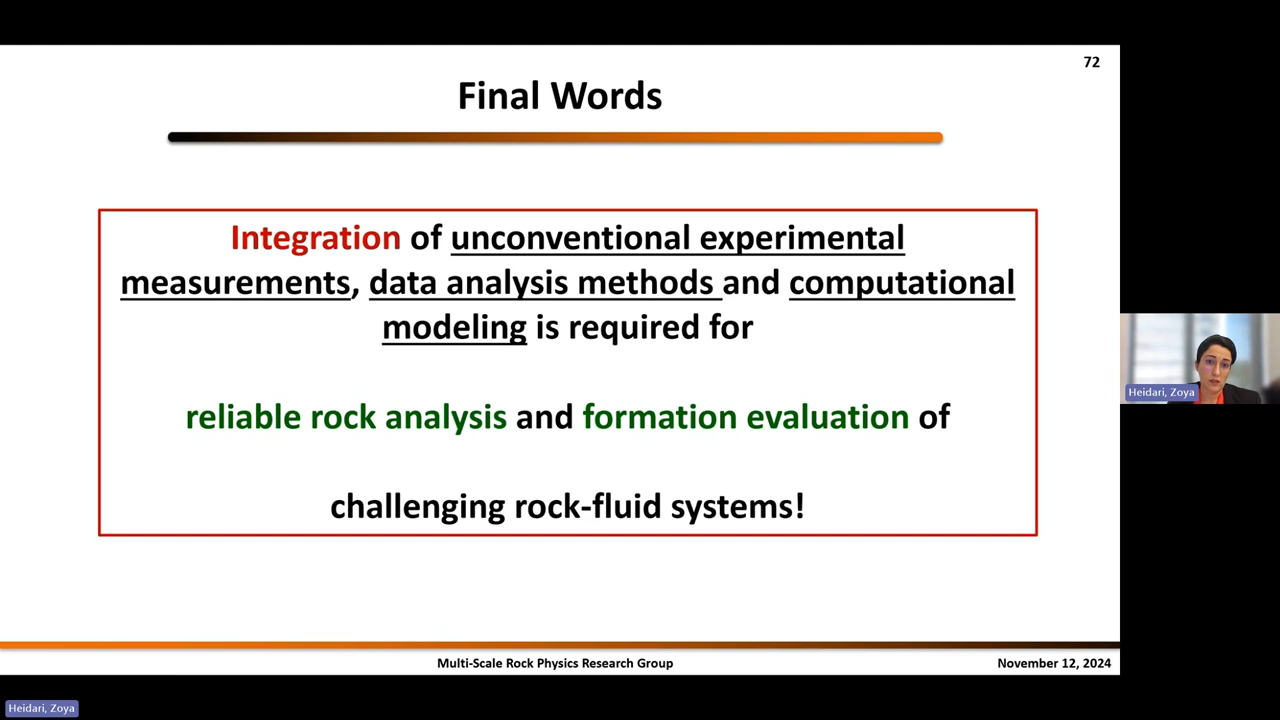 72
Final Words
Integration of unconventional experimental
measurements, data analysis methods and computational
modeling is required for
reliable rock analysis and formation evaluation of
challenging rock-fluid systems!
Heidari, Zoya
Multi-Scale Rock Physics Research Group
November 12, 2024
Heidari, Zoya